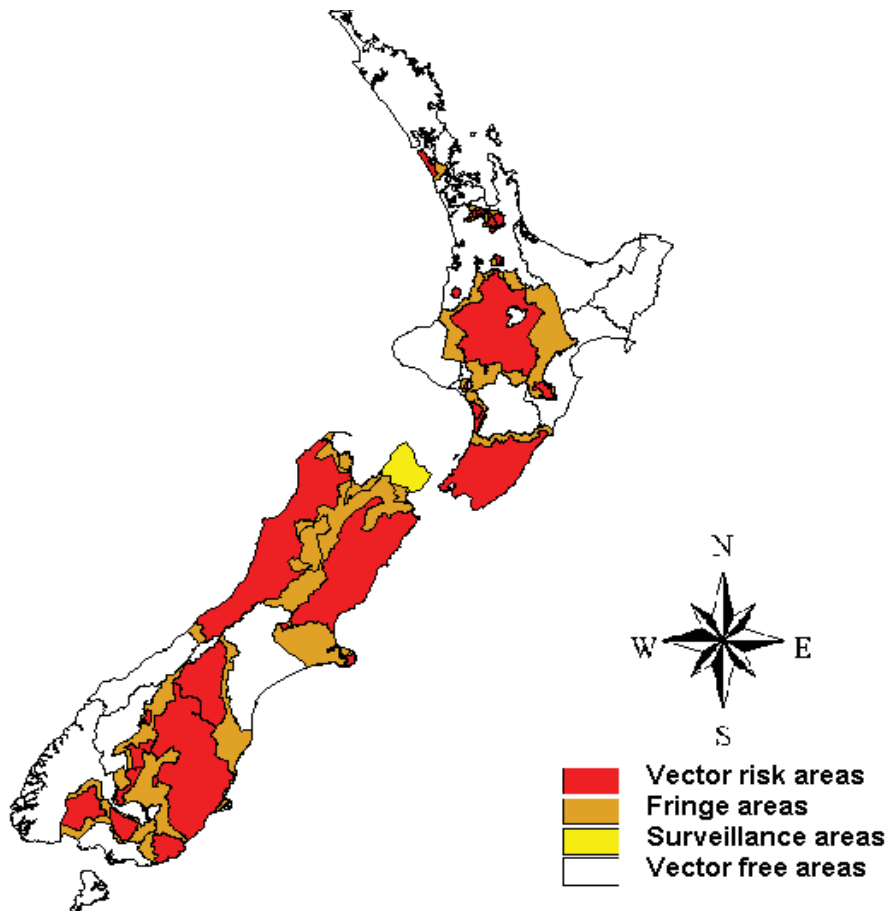 N
W E
S
Vector risk areas
Fringe areas
Surveillance areas
Vector free areas